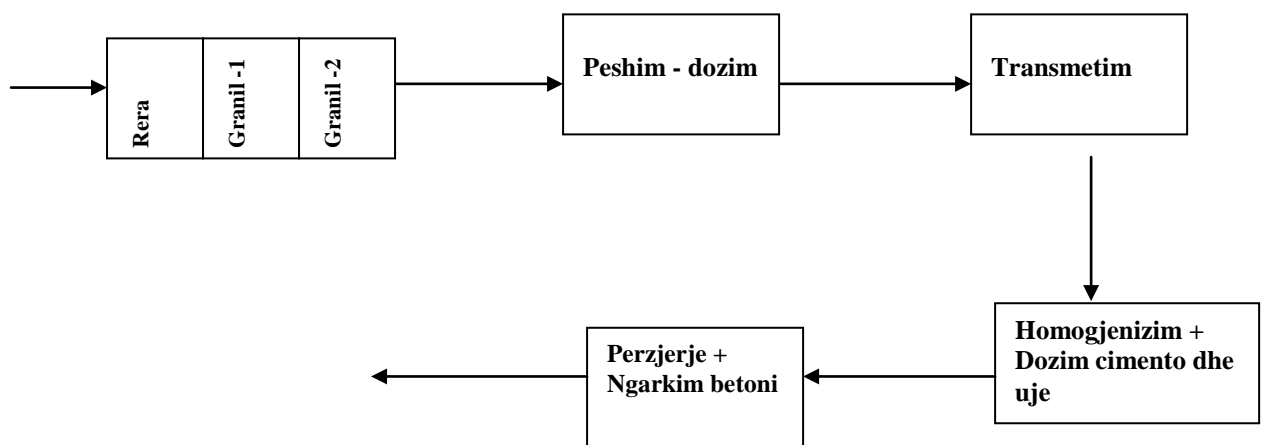 Rera
Granil -1
Granil -2
Peshim - dozim
Transmetim
Homogjenizim +
Dozim cimento dhe
uje
Perzjerje +
Ngarkim betoni